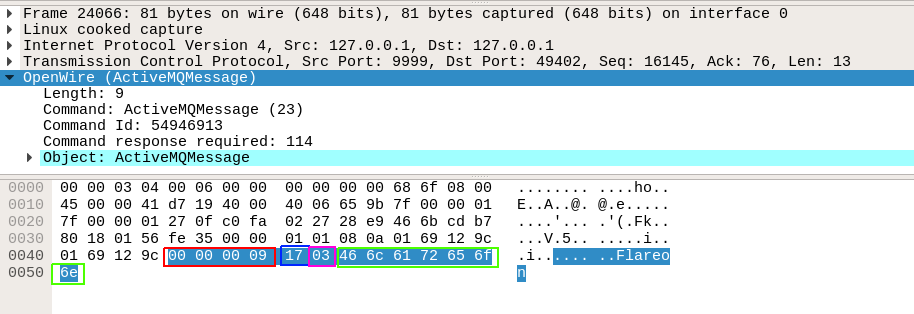 Frame 24066: 81 bytes on wire (648 bits), 81 bytes captured (648 bits) on interface 0
Linux cooked capture
Internet Protocol Version 4, Src: 127.0.0.1, Dst: 127.0.0.1
Transmission Control Protocol, Src Port: 9999, Dst Port: 49402, Seq: 16145, Ack: 76, Len: 13
OpenWire (ActiveMQMessage)
Length: 9
Command: ActiveMQMessage (23)
Command Id: 54946913
Command response required: 114
Object: ActiveMQMessage
0000 00 00 03 04 00 06 00 00 00 00 00 00 68 6f 08 00 ........ ....ho..
0010 45 00 00 41 d7 19 40 00 40 06 65 9b 7f 00 00 01 E..A..@. @.e.....
0020 7f 00 00 01 27 0f c0 fa 02 27 28 e9 46 6b cd b7 ....'... .'(.Fk..
0030 80 18 01 56 fe 35 00 00 01 01 08 0a 01 69 12 9c ...V.5.. .....i..
0040 01 69 12 9c 00 00 00 09 17 03 46 6c 61 72 65 6f .i...... ..Flareo
0050 6e n